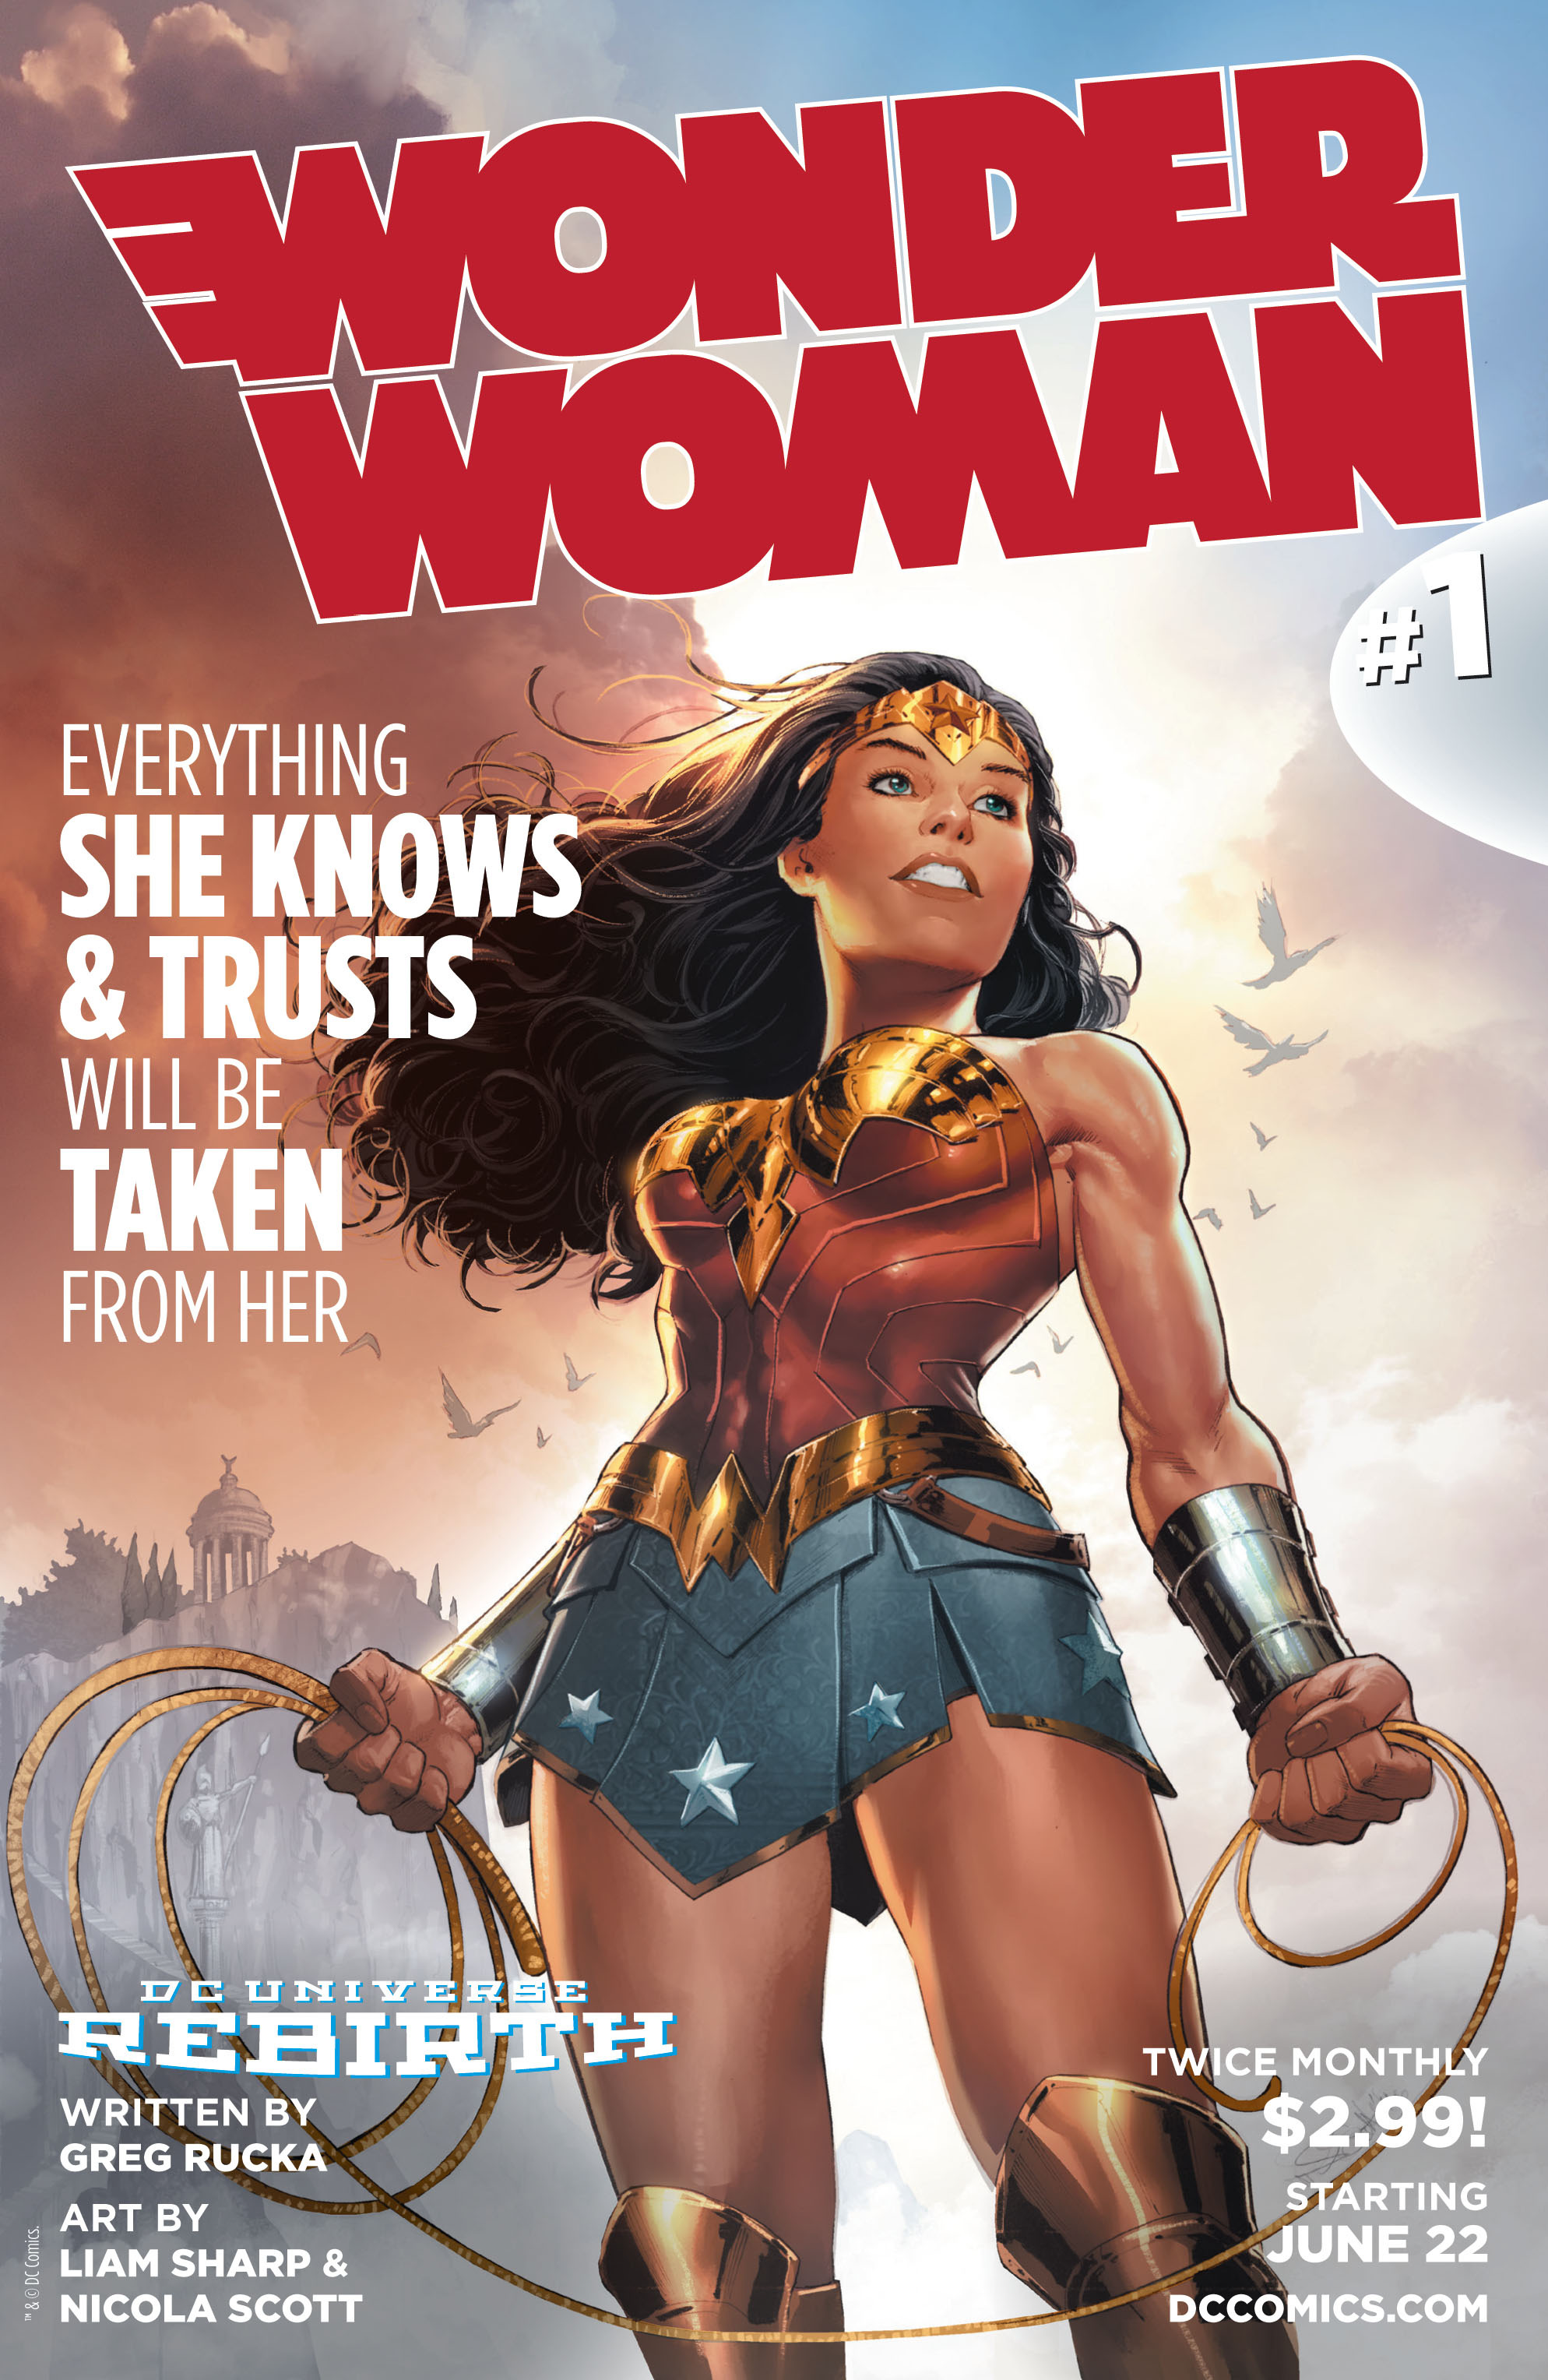 WONDER
WOMAN
#1
EVERYTHING
SHE KNOWS
& TRUSTS
WILL BE
TAKEN
FROM HER
DC UNIVERSE
REBIRTH
WRITTEN BY
GREG RUCKA
ART BY
LIAM SHARP &
NICOLA SCOTT
TWICE MONTHLY
$2.99!
STARTING
JUNE 22
DCCOMICS.COM
™ & © DC Comics.